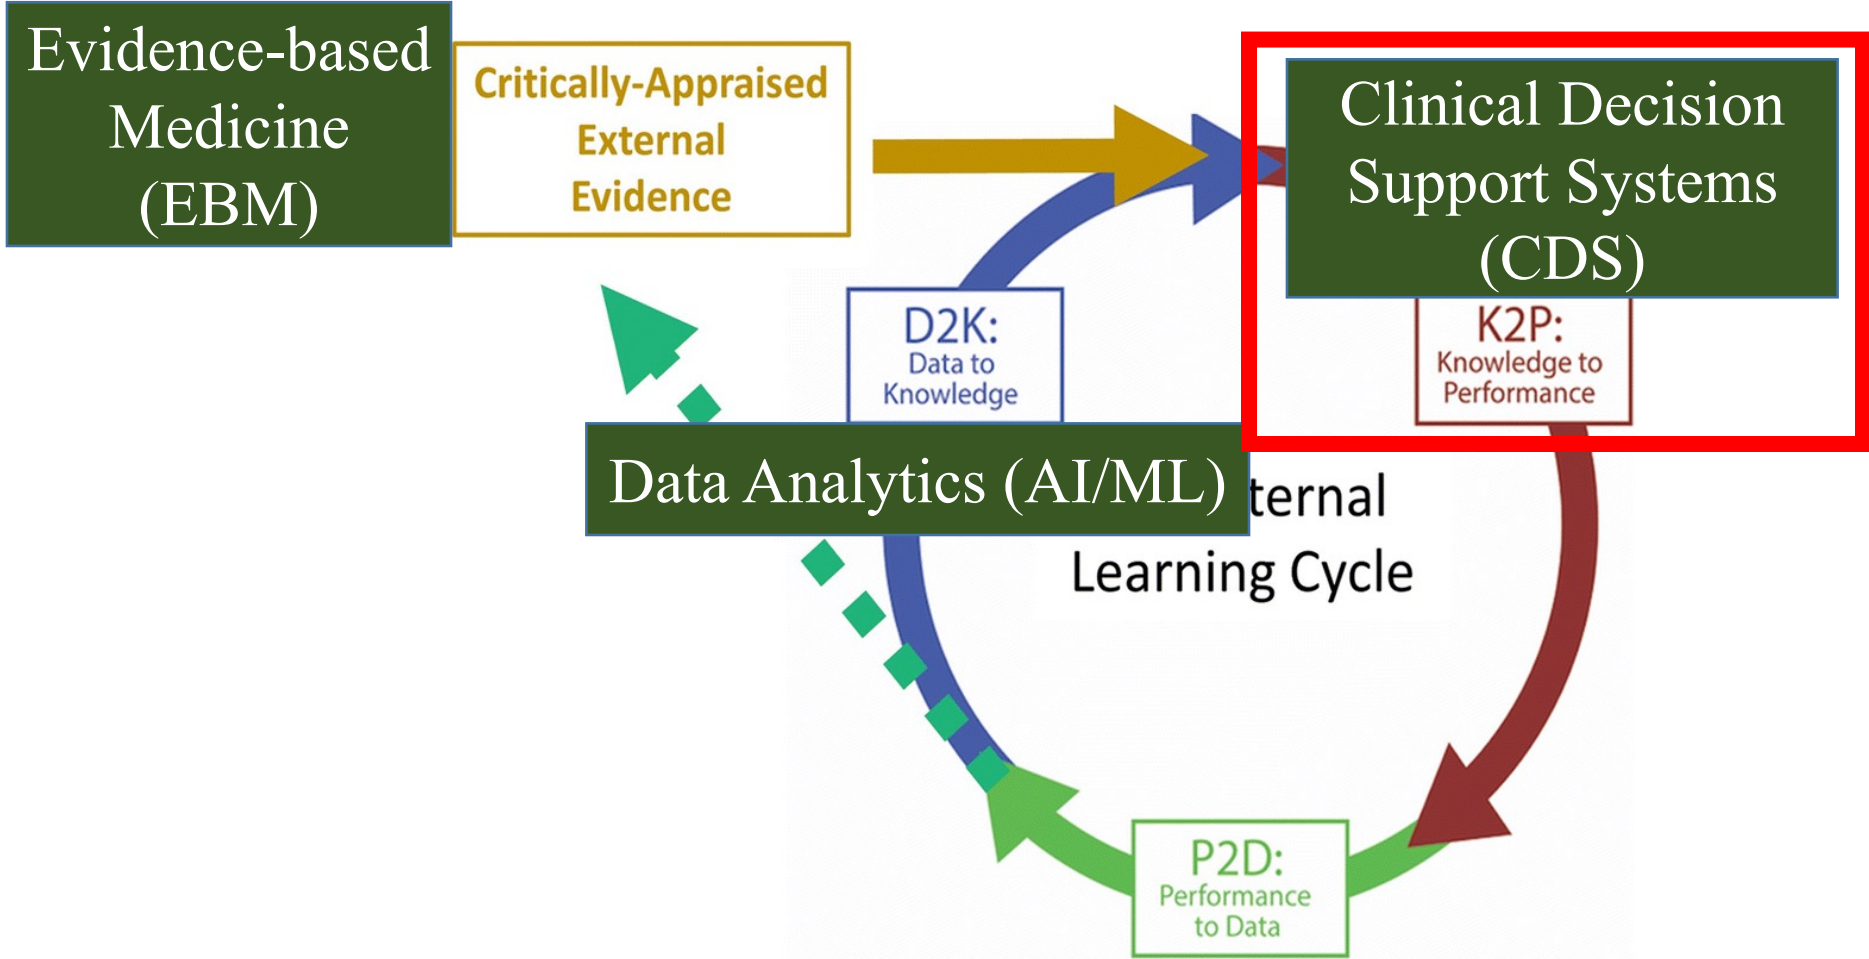 Evidence-based
Medicine
(EBM)
Critically-Appraised
External
Evidence
Clinical Decision
Support Systems
(CDS)
D2K:
Data to
Knowledge
K2P:
Knowledge to
Performance
Data Analytics (AI/ML)
ternal
Learning Cycle
P2D:
Performance
to Data